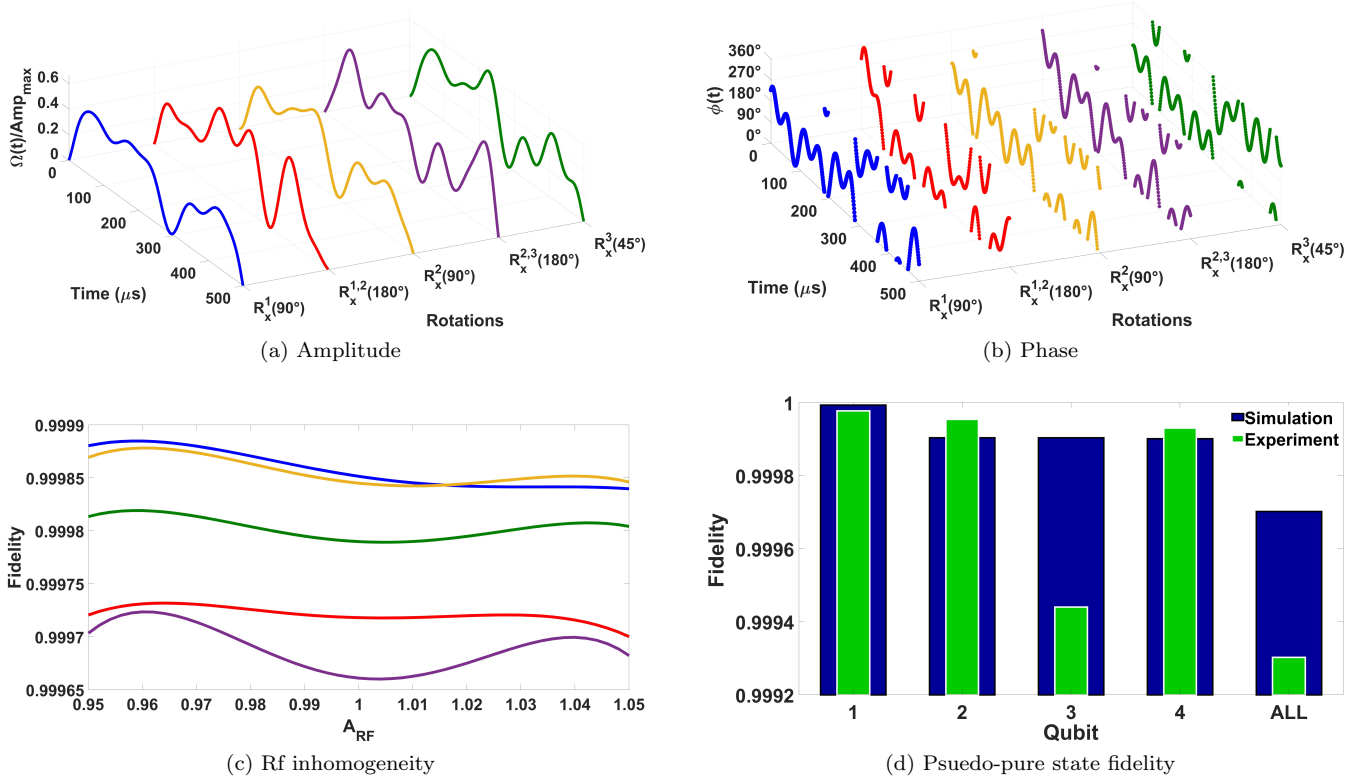 Ω(t)/Amp_max
0.6
0.4
0.2
0
0
100
200
300
400
500
Time (μs)
R_x^1(90°)
R_x^{1,2}(180°)
R_x^2(90°)
R_x^{2,3}(180°)
R_x^3(45°)
Rotations
(a) Amplitude
ϕ(t)
360°
270°
180°
90°
0°
0
100
200
300
400
500
Time (μs)
R_x^1(90°)
R_x^{1,2}(180°)
R_x^2(90°)
R_x^{2,3}(180°)
R_x^3(45°)
Rotations
(b) Phase
Fidelity
0.9999
0.99985
0.9998
0.99975
0.9997
0.99965
0.95 0.96 0.97 0.98 0.99 1 1.01 1.02 1.03 1.04 1.05
A_RF
(c) Rf inhomogeneity
Fidelity
1
0.9998
0.9996
0.9994
0.9992
Simulation
Experiment
1 2 3 4 ALL
Qubit
(d) Psuedo-pure state fidelity